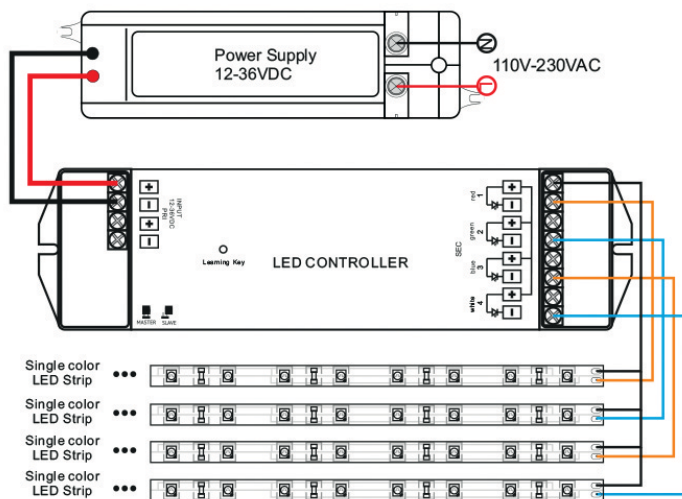 Power Supply
12-36VDC
N
110V-230VAC
L
+
−
+
−
INPUT
12-36VDC
PRI
Learning Key
LED CONTROLLER
MASTER
SLAVE
SEC
red
1
+
−
green
2
+
−
blue
3
+
−
white
4
+
−
Single color
LED Strip
Single color
LED Strip
Single color
LED Strip
Single color
LED Strip